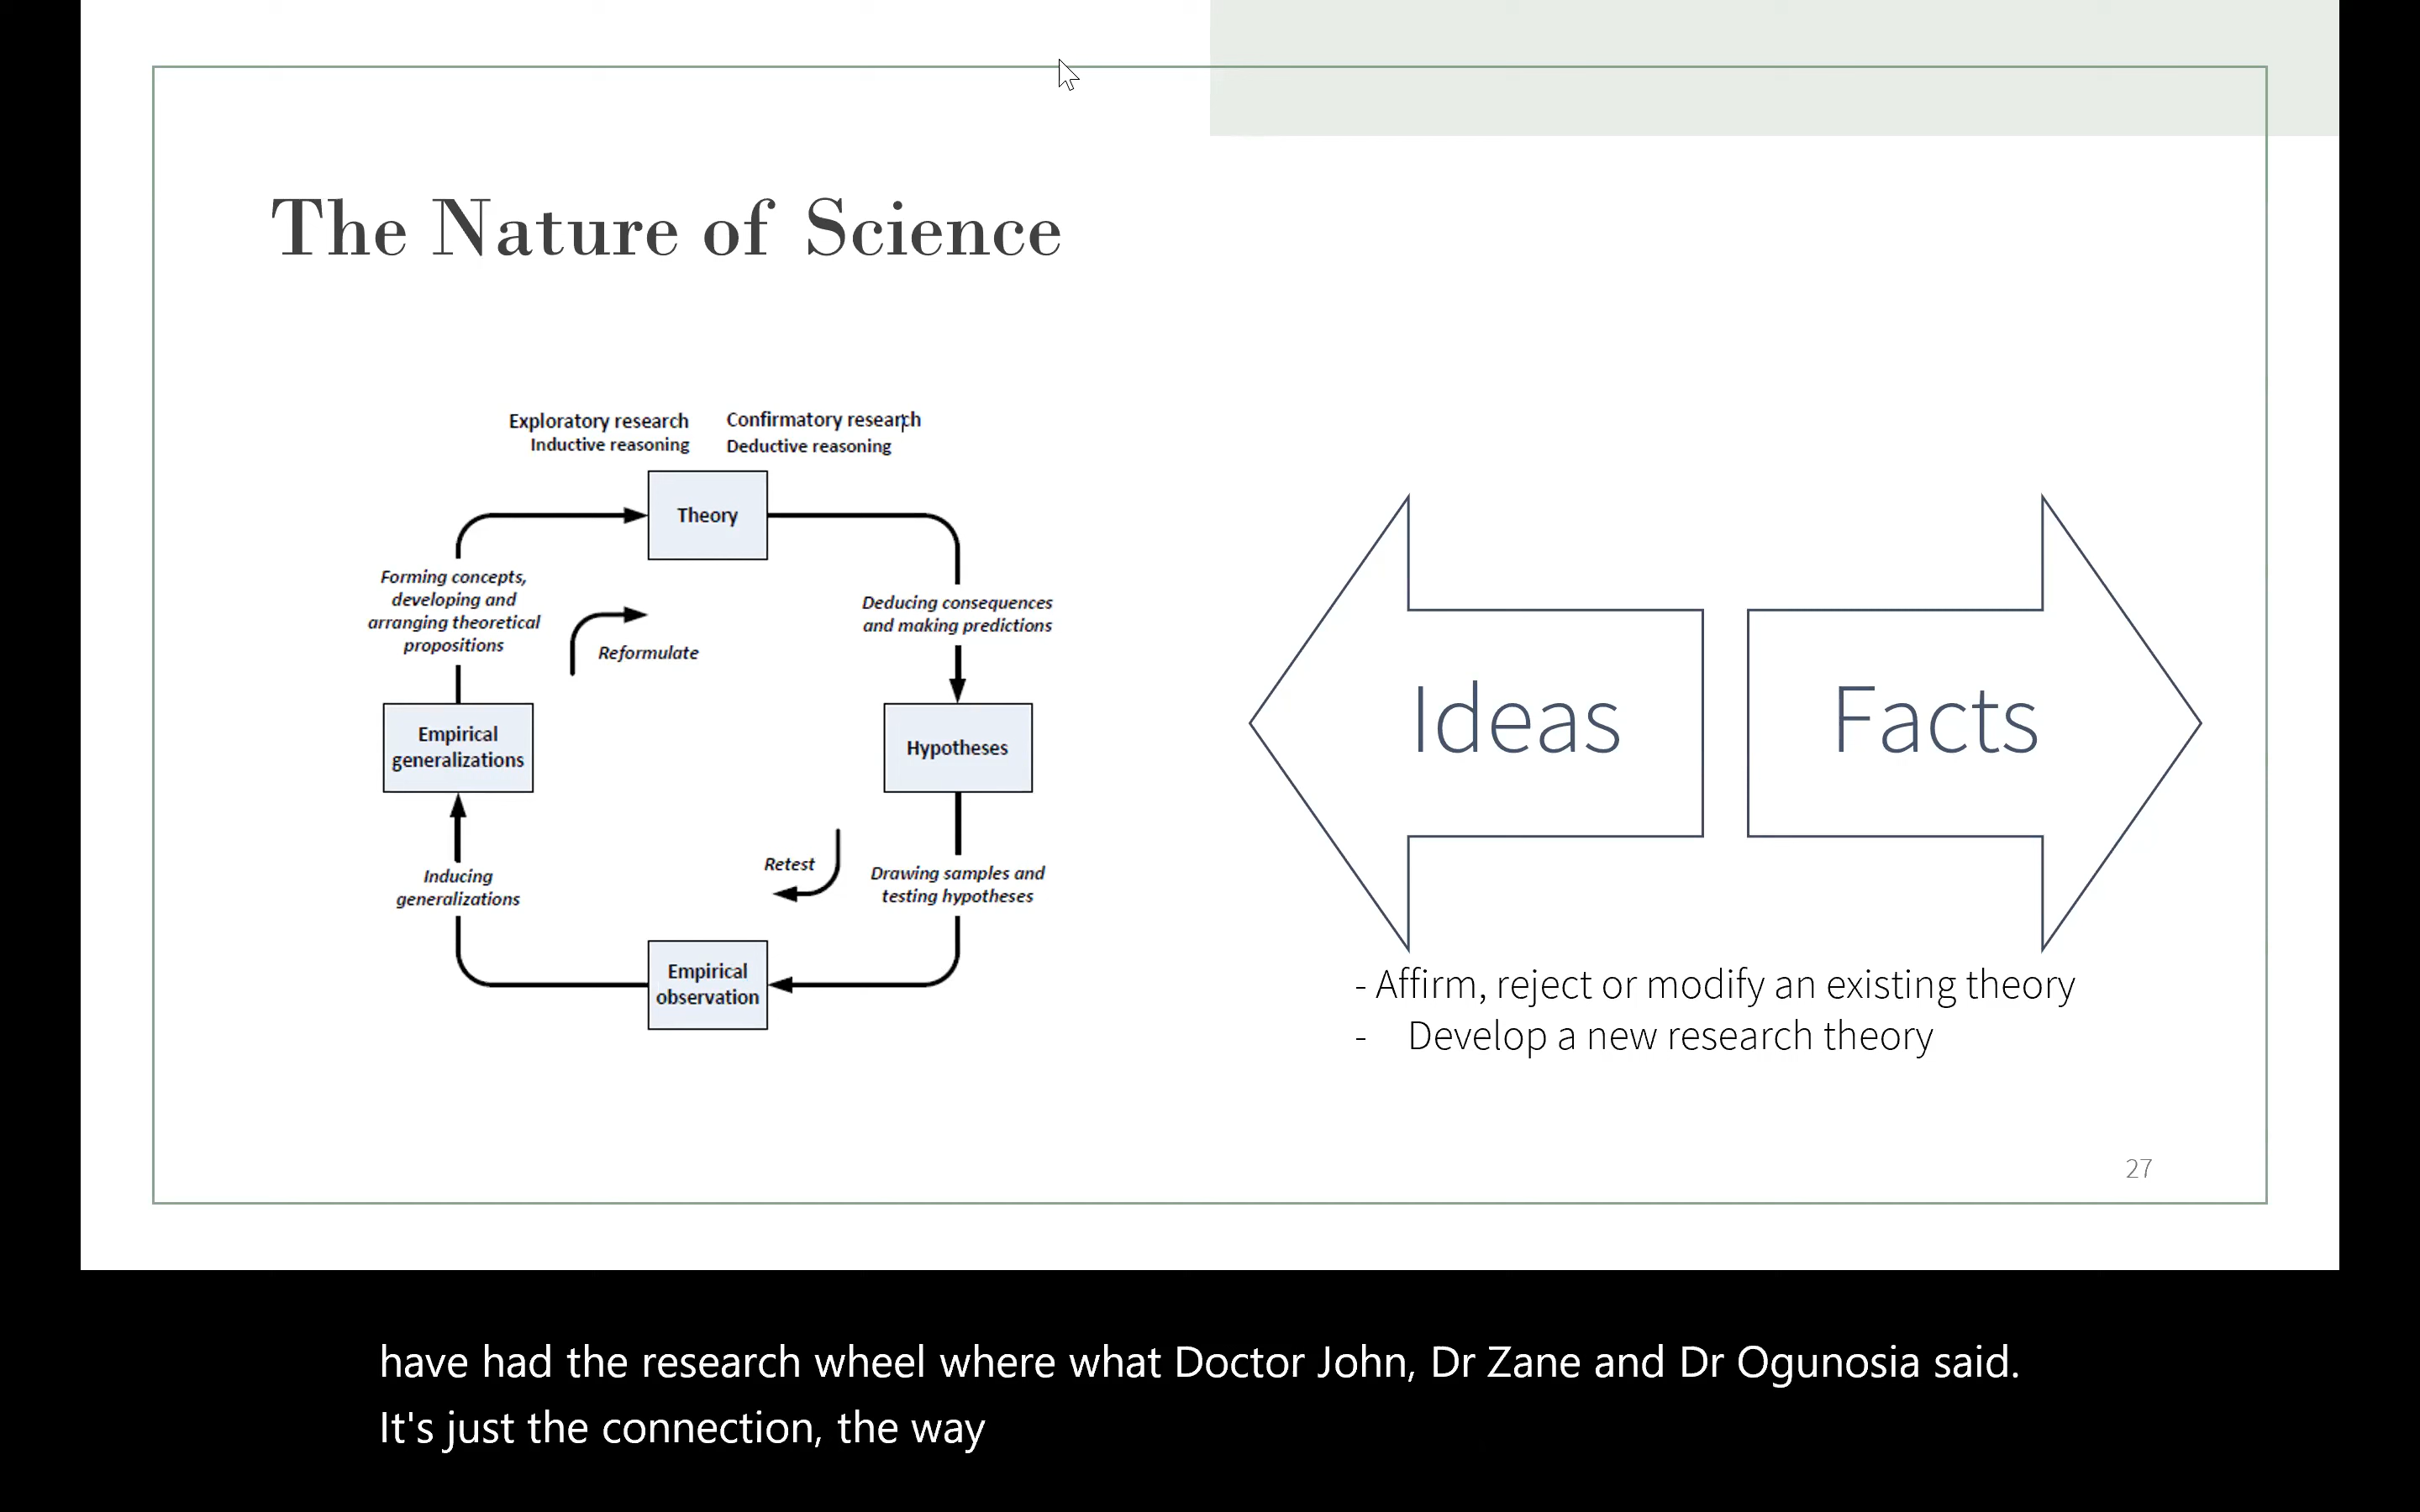 The Nature of Science
Exploratory research
Inductive reasoning
Confirmatory research
Deductive reasoning
Theory
Forming concepts,
developing and
arranging theoretical
propositions
Reformulate
Deducing consequences
and making predictions
Empirical
generalizations
Hypotheses
Inducing
generalizations
Retest
Drawing samples and
testing hypotheses
Empirical
observation
Ideas
Facts
- Affirm, reject or modify an existing theory
- Develop a new research theory
27
have had the research wheel where what Doctor John, Dr Zane and Dr Ogunosia said.
It's just the connection, the way